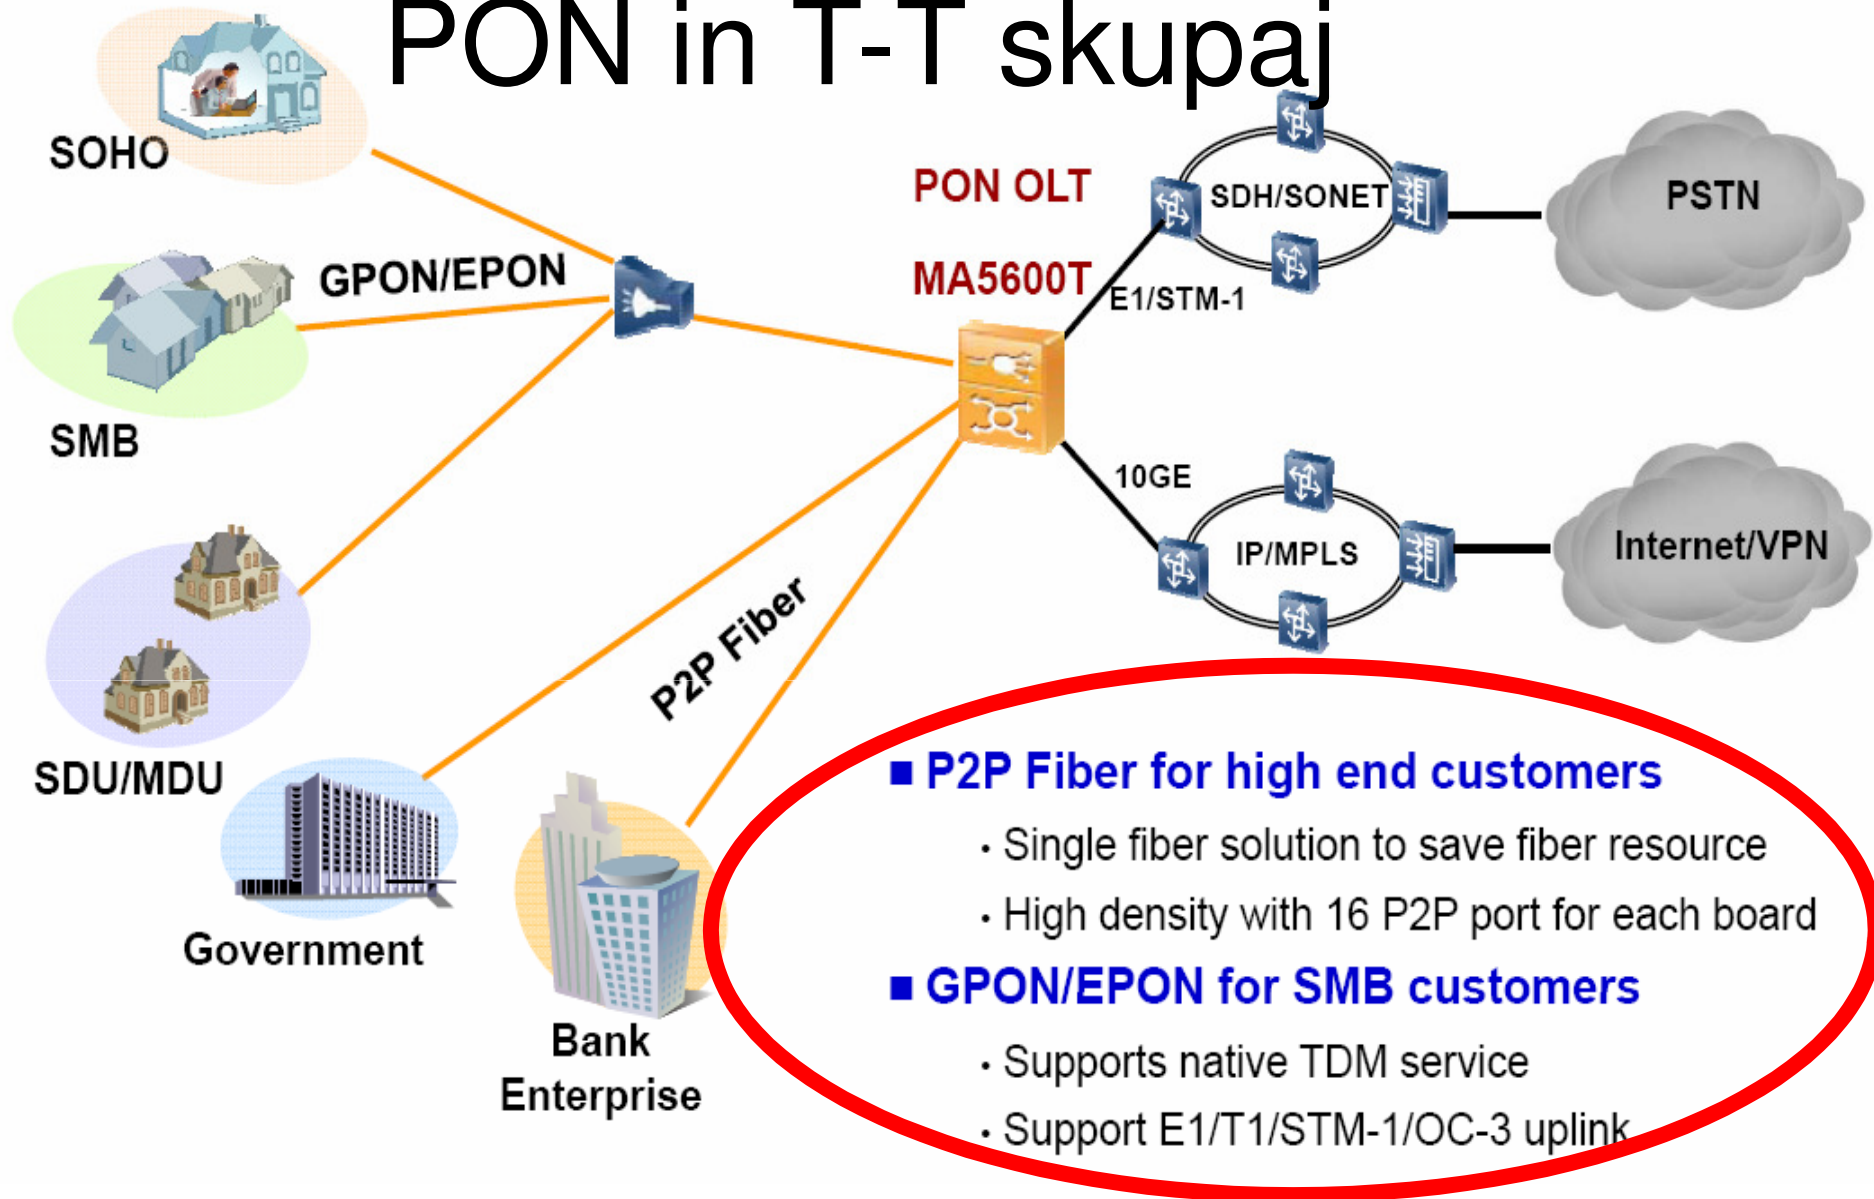 PON in T-T skupaj
SOHO
PON OLT
SDH/SONET
PSTN
GPON/EPON
MA5600T
E1/STM-1
SMB
10GE
IP/MPLS
Internet/VPN
P2P Fiber
SDU/MDU
■ P2P Fiber for high end customers
· Single fiber solution to save fiber resource
· High density with 16 P2P port for each board
Government
■ GPON/EPON for SMB customers
Bank
Enterprise
· Supports native TDM service
· Support E1/T1/STM-1/OC-3 uplink